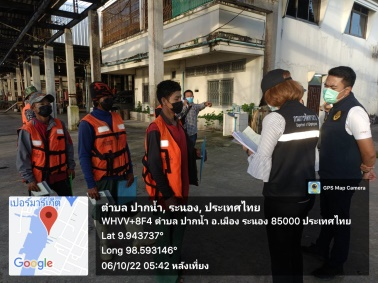 GPS Map Camera
เปอร์มารีเก็ต
Google
ตำบล ปากน้ำ, ระนอง, ประเทศไทย
WHVV+8F4 ตำบล ปากน้ำ อ.เมือง ระนอง 85000 ประเทศไทย
Lat 9.943737°
Long 98.593146°
06/10/22 05:42 หลังเที่ยง